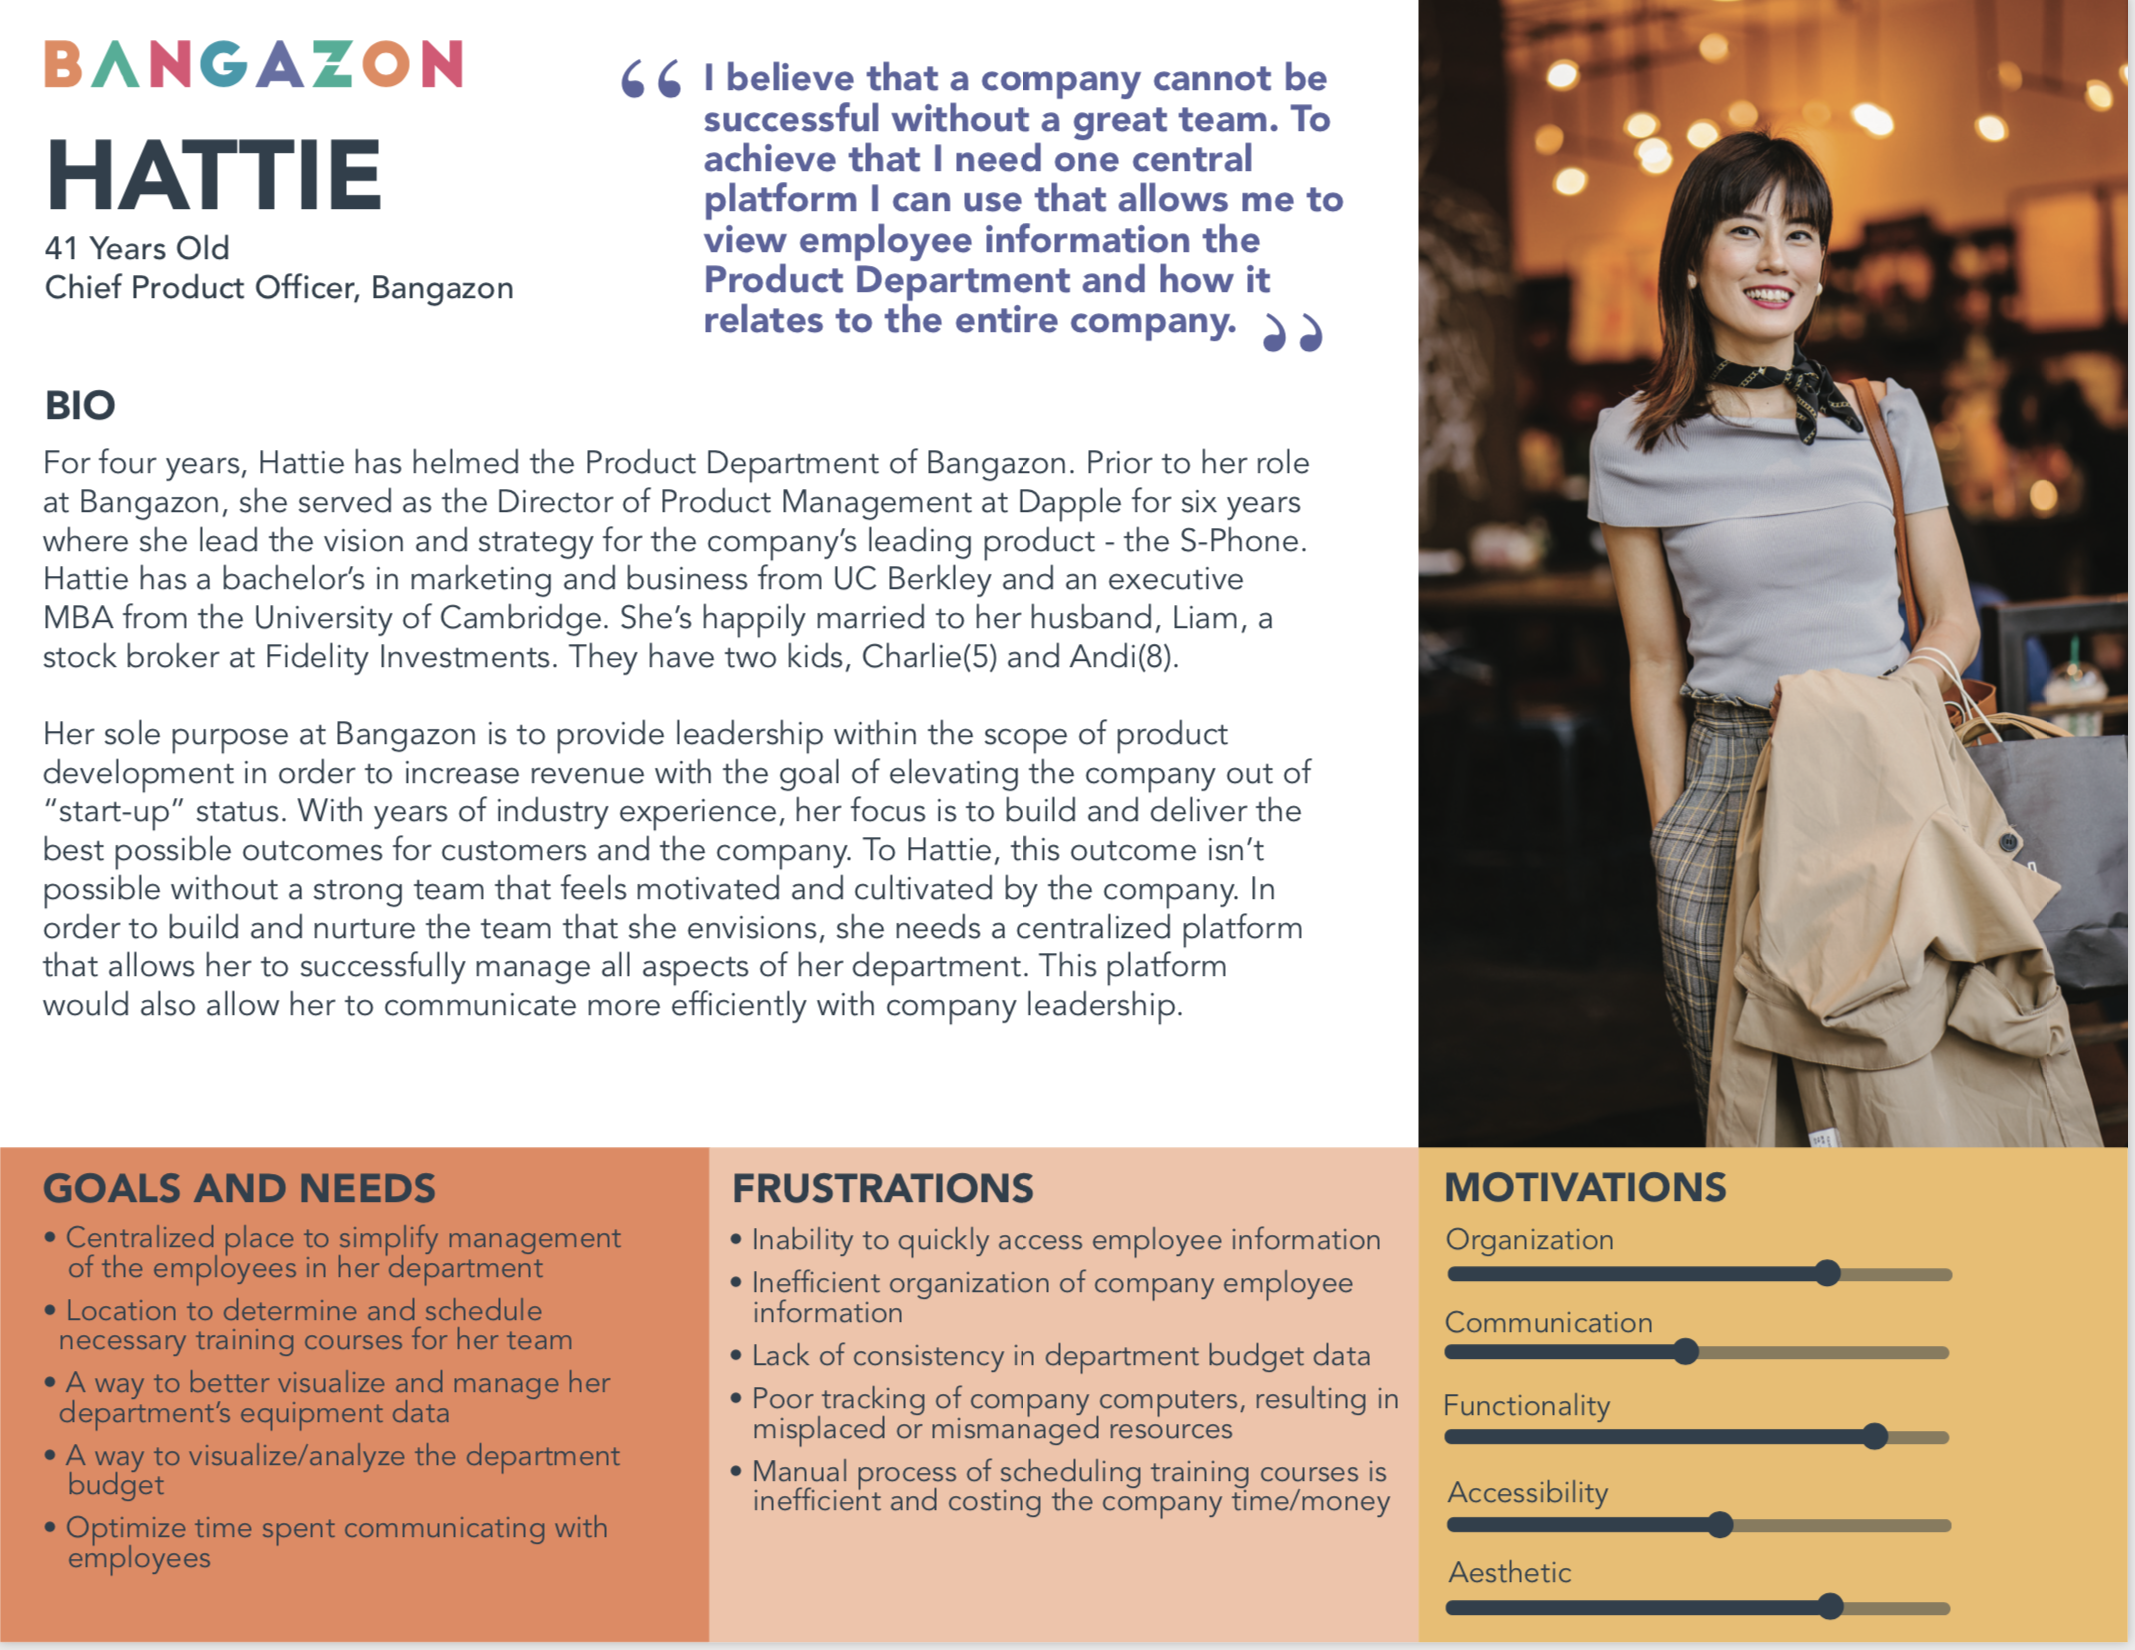 BANGAZON
HATTIE
41 Years Old
Chief Product Officer, Bangazon
“ I believe that a company cannot be
successful without a great team. To
achieve that I need one central
platform I can use that allows me to
view employee information the
Product Department and how it
relates to the entire company. ”
BIO
For four years, Hattie has helmed the Product Department of Bangazon. Prior to her role
at Bangazon, she served as the Director of Product Management at Dapple for six years
where she lead the vision and strategy for the company’s leading product - the S-Phone.
Hattie has a bachelor’s in marketing and business from UC Berkley and an executive
MBA from the University of Cambridge. She’s happily married to her husband, Liam, a
stock broker at Fidelity Investments. They have two kids, Charlie(5) and Andi(8).
Her sole purpose at Bangazon is to provide leadership within the scope of product
development in order to increase revenue with the goal of elevating the company out of
“start-up” status. With years of industry experience, her focus is to build and deliver the
best possible outcomes for customers and the company. To Hattie, this outcome isn’t
possible without a strong team that feels motivated and cultivated by the company. In
order to build and nurture the team that she envisions, she needs a centralized platform
that allows her to successfully manage all aspects of her department. This platform
would also allow her to communicate more efficiently with company leadership.
GOALS AND NEEDS
• Centralized place to simplify management
of the employees in her department
• Location to determine and schedule
necessary training courses for her team
• A way to better visualize and manage her
department’s equipment data
• A way to visualize/analyze the department
budget
• Optimize time spent communicating with
employees
FRUSTRATIONS
• Inability to quickly access employee information
• Inefficient organization of company employee
information
• Lack of consistency in department budget data
• Poor tracking of company computers, resulting in
misplaced or mismanaged resources
• Manual process of scheduling training courses is
inefficient and costing the company time/money
MOTIVATIONS
Organization
Communication
Functionality
Accessibility
Aesthetic